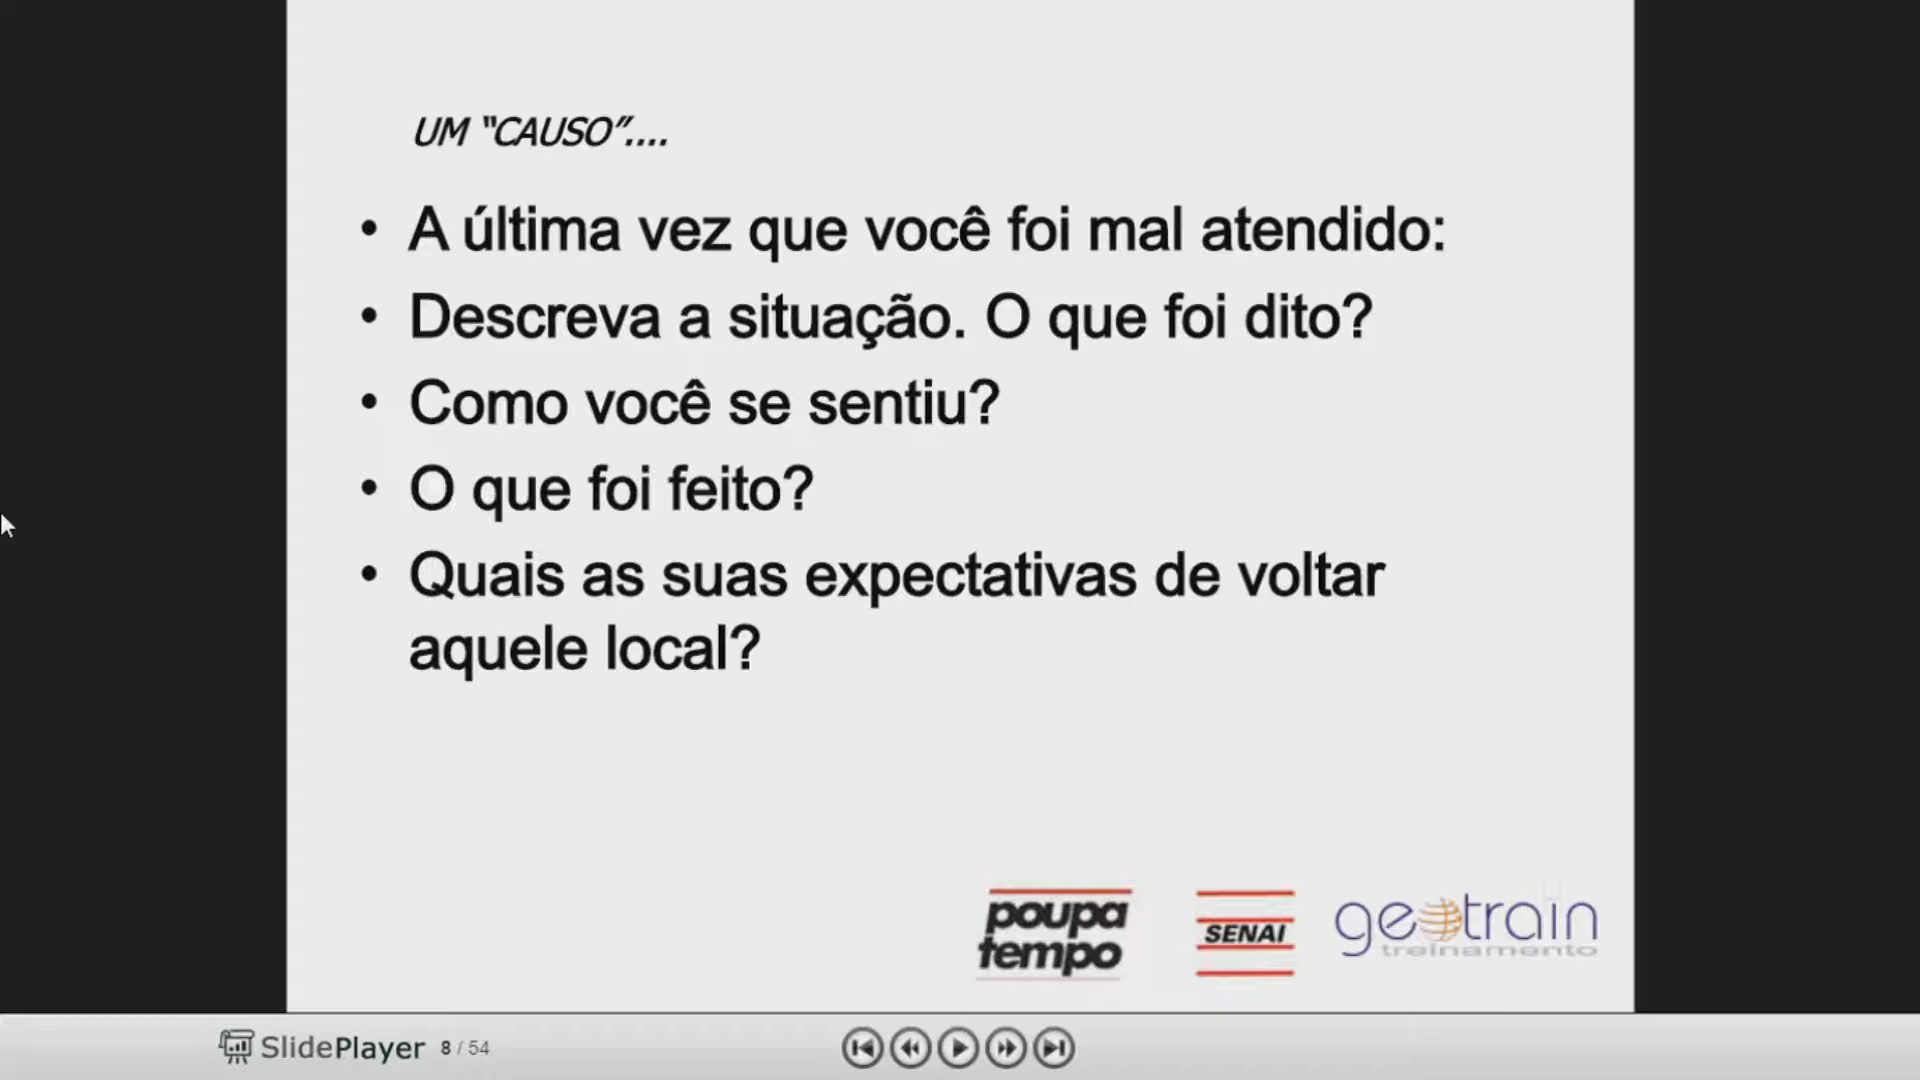 UM “CAUSO”....
• A última vez que você foi mal atendido:
• Descreva a situação. O que foi dito?
• Como você se sentiu?
• O que foi feito?
• Quais as suas expectativas de voltar
aquele local?
poupa
tempo
SENAI
geotrain
treinamento
SlidePlayer 8 / 54